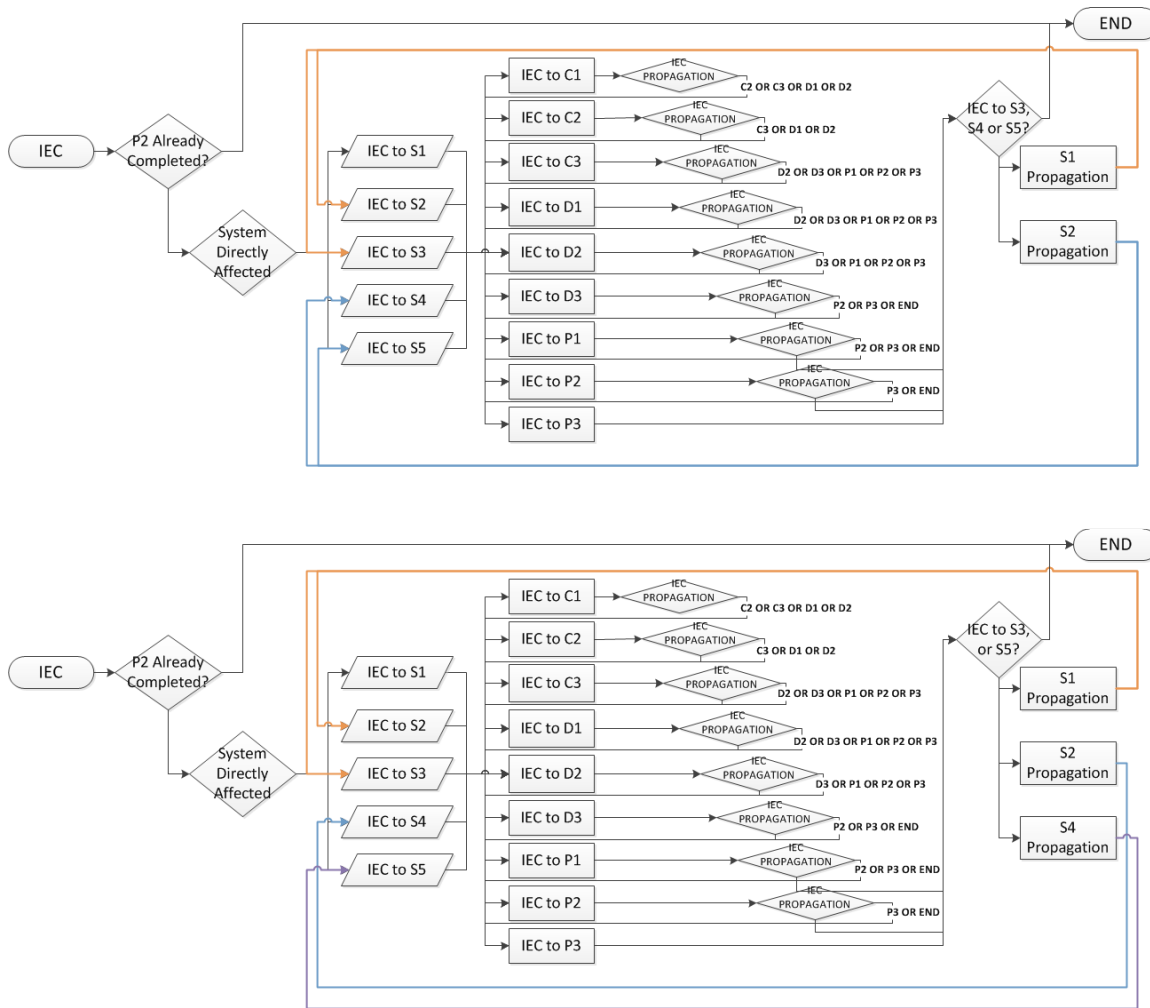 END
IEC
P2 Already
Completed?
System
Directly
Affected
IEC to S1
IEC to S2
IEC to S3
IEC to S4
IEC to S5
IEC to C1
IEC
PROPAGATION
C2 OR C3 OR D1 OR D2
IEC to C2
IEC
PROPAGATION
C3 OR D1 OR D2
IEC to C3
IEC
PROPAGATION
D2 OR D3 OR P1 OR P2 OR P3
IEC to D1
IEC
PROPAGATION
D2 OR D3 OR P1 OR P2 OR P3
IEC to D2
IEC
PROPAGATION
D3 OR P1 OR P2 OR P3
IEC to D3
IEC
PROPAGATION
P2 OR P3 OR END
IEC to P1
IEC
PROPAGATION
P2 OR P3 OR END
IEC to P2
IEC
PROPAGATION
P3 OR END
IEC to P3
IEC to S3,
S4 or S5?
S1
Propagation
S2
Propagation
END
IEC
P2 Already
Completed?
System
Directly
Affected
IEC to S1
IEC to S2
IEC to S3
IEC to S4
IEC to S5
IEC to C1
IEC
PROPAGATION
C2 OR C3 OR D1 OR D2
IEC to C2
IEC
PROPAGATION
C3 OR D1 OR D2
IEC to C3
IEC
PROPAGATION
D2 OR D3 OR P1 OR P2 OR P3
IEC to D1
IEC
PROPAGATION
D2 OR D3 OR P1 OR P2 OR P3
IEC to D2
IEC
PROPAGATION
D3 OR P1 OR P2 OR P3
IEC to D3
IEC
PROPAGATION
P2 OR P3 OR END
IEC to P1
IEC
PROPAGATION
P2 OR P3 OR END
IEC to P2
IEC
PROPAGATION
P3 OR END
IEC to P3
IEC to S3,
or S5?
S1
Propagation
S2
Propagation
S4
Propagation